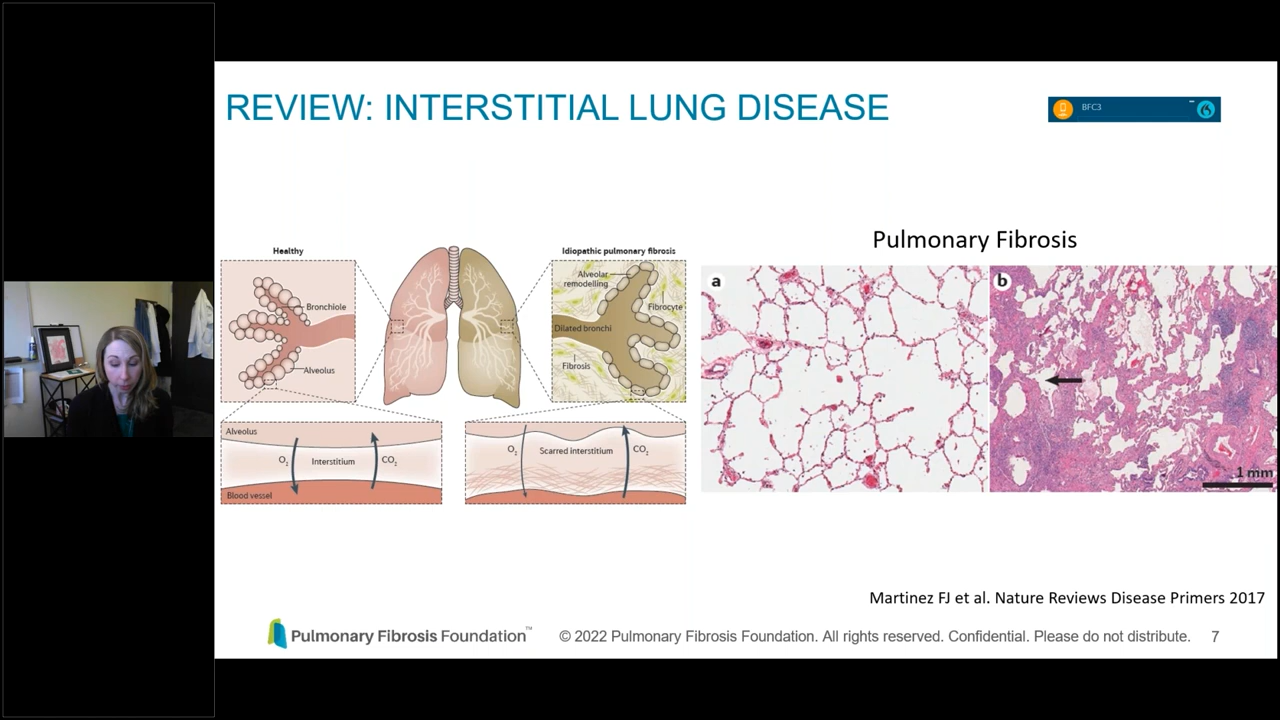 REVIEW: INTERSTITIAL LUNG DISEASE
BFC3
Healthy
Bronchiole
Alveolus
Idiopathic pulmonary fibrosis
Alveolar
remodelling
Fibrocyte
Dilated bronchi
Fibrosis
Alveolus
O2
Interstitium
CO2
Blood vessel
O2
Scarred interstitium
CO2
Pulmonary Fibrosis
a
b
1 mm
Martinez FJ et al. Nature Reviews Disease Primers 2017
Pulmonary Fibrosis Foundation™
© 2022 Pulmonary Fibrosis Foundation. All rights reserved. Confidential. Please do not distribute.
7